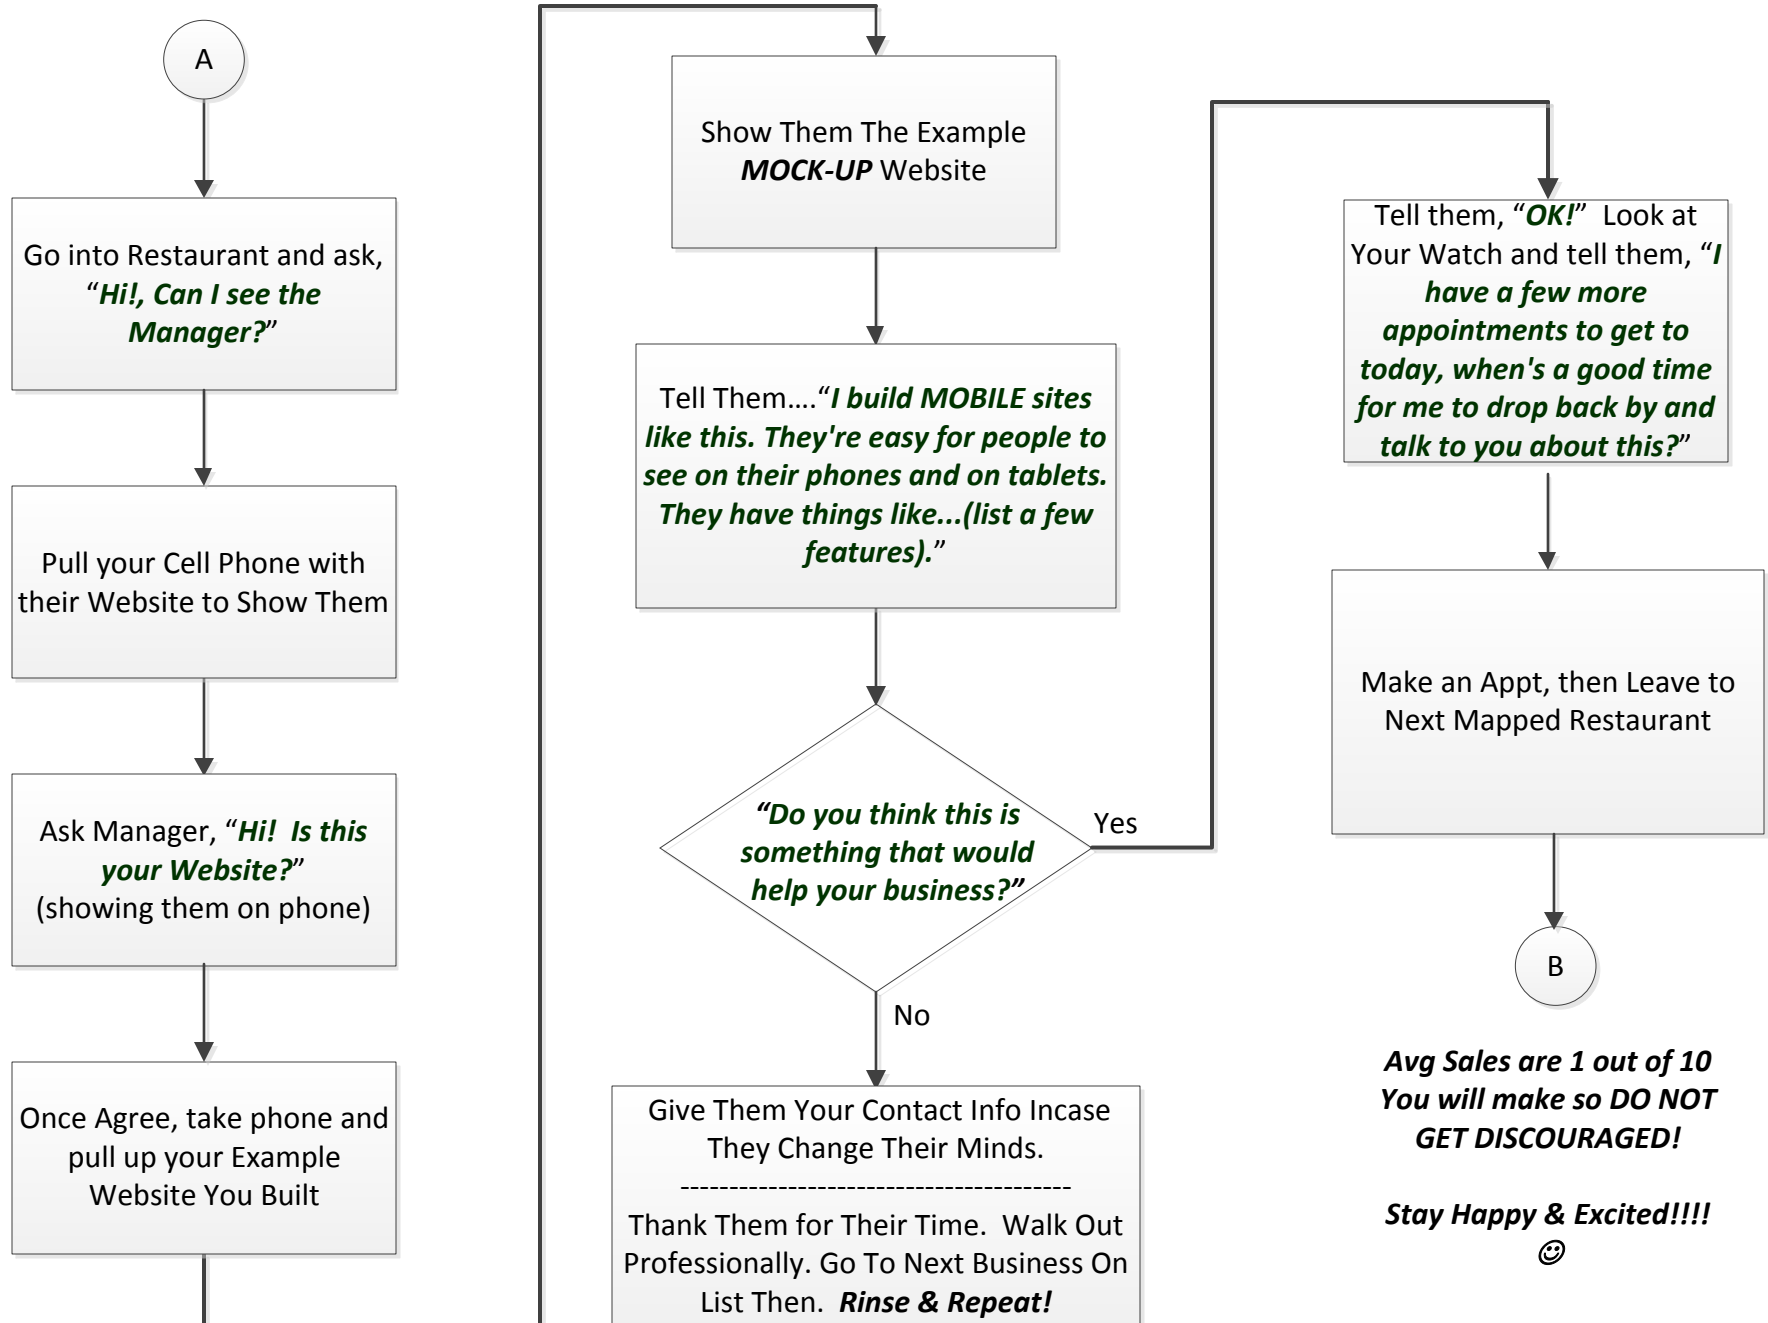 A
Go into Restaurant and ask,
“Hi!, Can I see the
Manager?”
Pull your Cell Phone with
their Website to Show Them
Ask Manager, “Hi!  Is this
your Website?”
(showing them on phone)
Once Agree, take phone and
pull up your Example
Website You Built
Show Them The Example
MOCK-UP Website
Tell Them....“I build MOBILE sites
like this. They're easy for people to
see on their phones and on tablets.
They have things like...(list a few
features).”
“Do you think this is
something that would
help your business?”
Yes
No
Give Them Your Contact Info Incase
They Change Their Minds.
----------------------------------------
Thank Them for Their Time.  Walk Out
Professionally. Go To Next Business On
List Then.  Rinse & Repeat!
Tell them, “OK!”  Look at
Your Watch and tell them, “I
have a few more
appointments to get to
today, when's a good time
for me to drop back by and
talk to you about this?”
Make an Appt, then Leave to
Next Mapped Restaurant
B
Avg Sales are 1 out of 10
You will make so DO NOT
GET DISCOURAGED!
Stay Happy & Excited!!!!
☺